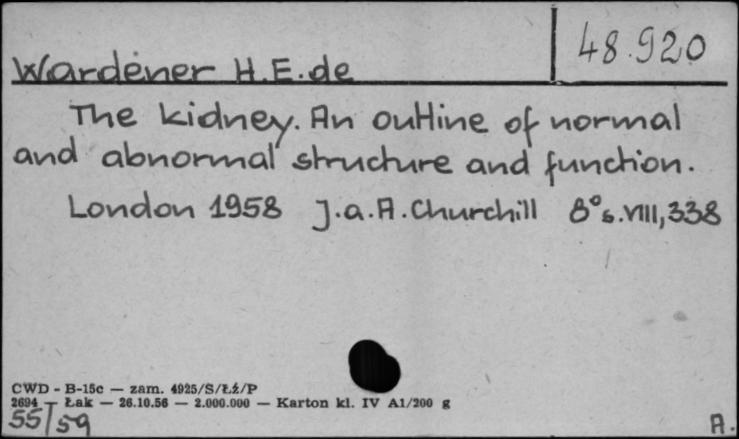 48.920
Wardener H.E.de
The kidney. An outline of normal
and abnormal structure and function.
London 1958 J.a.A.Churchill 8° s.VIII,338
CWD - B-15c — zam. 4925/S/Łź/P
2694 — Łak — 26.10.56 — 2.000.000 — Karton kl. IV A1/200 g
55/59
A.